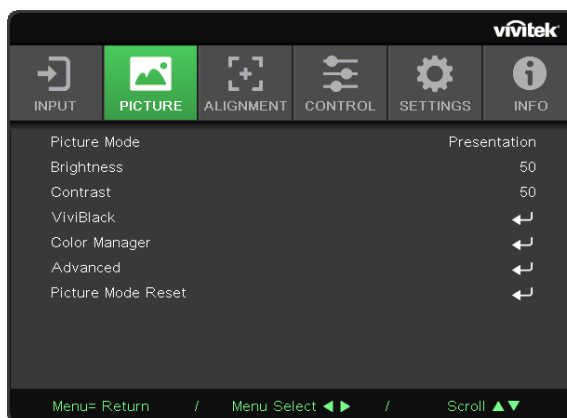 vivitek
INPUT PICTURE ALIGNMENT CONTROL SETTINGS INFO
Picture Mode Presentation
Brightness 50
Contrast 50
ViviBlack
Color Manager
Advanced
Picture Mode Reset
Menu= Return / Menu Select ◀ ▶ / Scroll ▲▼